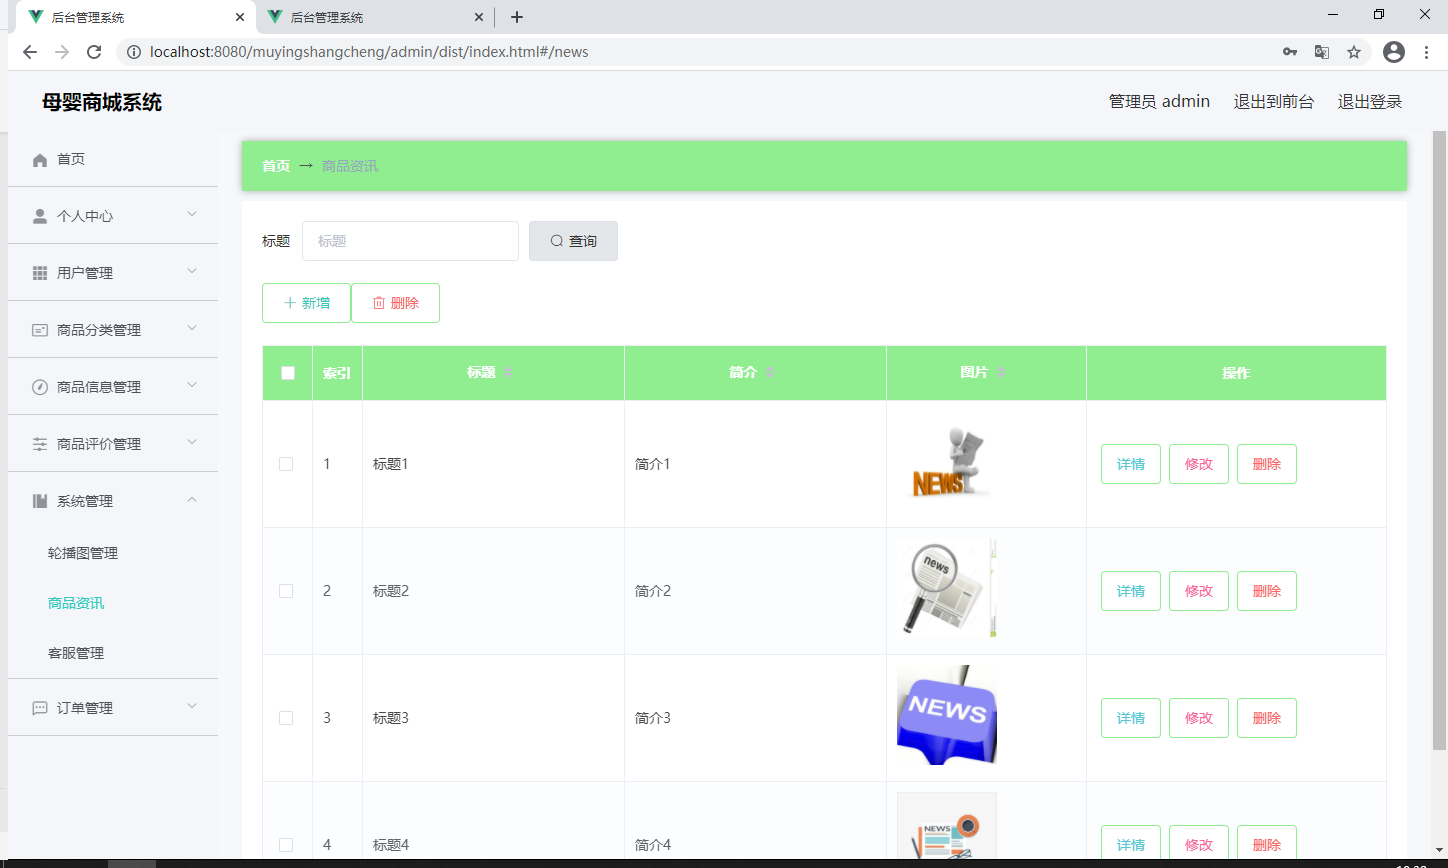 后台管理系统
后台管理系统
localhost:8080/muyingshangcheng/admin/dist/index.html#/news
母婴商城系统
管理员 admin 退出到前台 退出登录
首页
个人中心
用户管理
商品分类管理
商品信息管理
商品评价管理
系统管理
轮播图管理
商品资讯
客服管理
订单管理
首页 → 商品资讯
标题 标题 查询
新增 删除
索引 标题 简介 图片 操作
1 标题1 简介1 NEWS 详情 修改 删除
2 标题2 简介2 news 详情 修改 删除
3 标题3 简介3 NEWS 详情 修改 删除
4 标题4 简介4 NEWS 详情 修改 删除